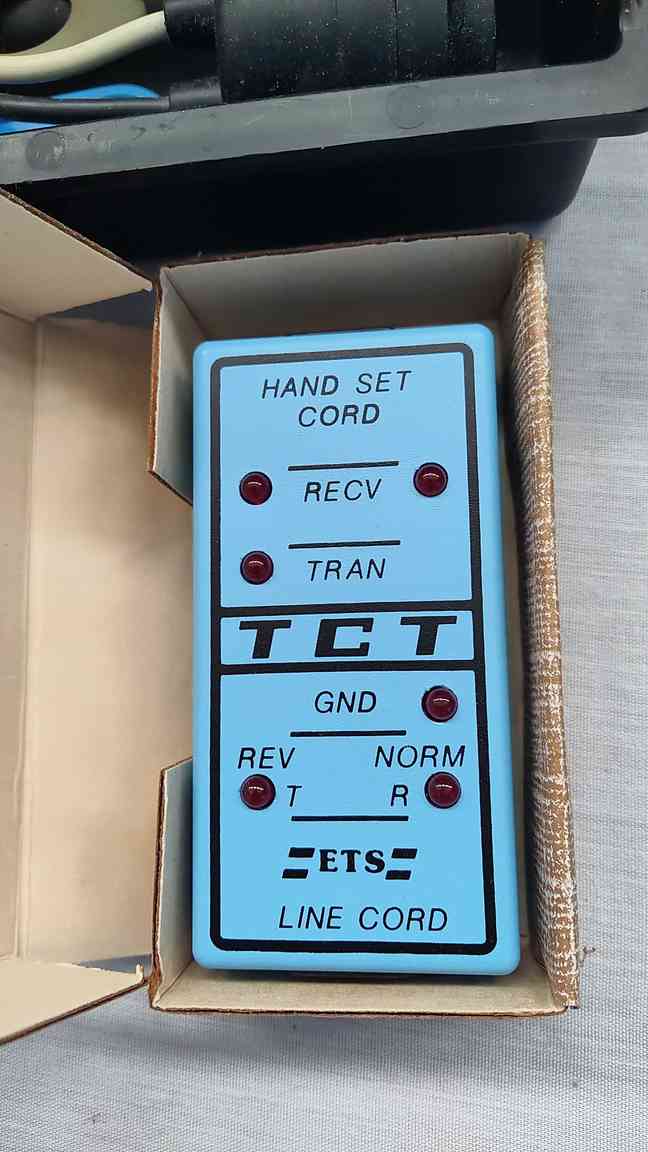 HAND SET
CORD
RECV
TRAN
TCT
GND
REV NORM
T R
ETS
LINE CORD